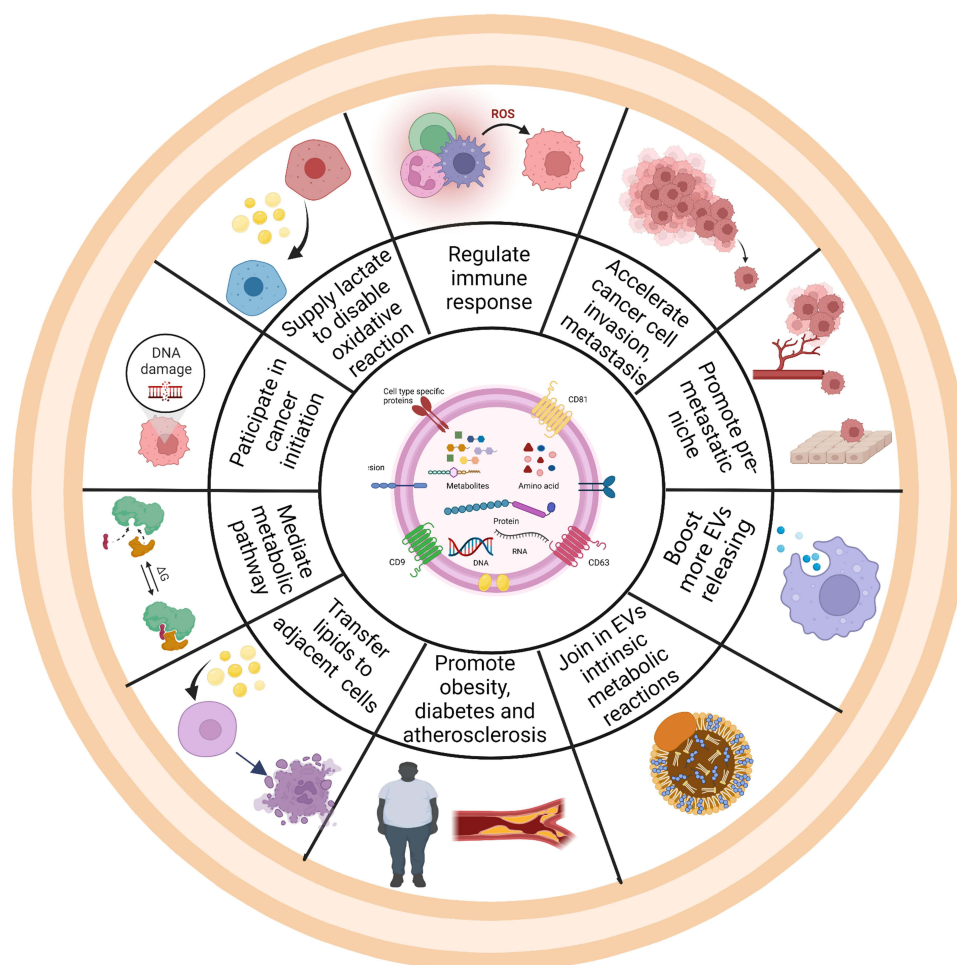 ROS
Regulate
immune
response
Accelerate
cancer cell
invasion,
metastasis
Promote pre-
metastatic
niche
Boost
more EVs
releasing
Join in EVs
intrinsic
metabolic
reactions
Promote
obesity,
diabetes and
atherosclerosis
Transfer
lipids to
adjacent cells
Mediate
metabolic
pathway
ΔG
Paticipate in
cancer
initiation
DNA
damage
Supply lactate
to disable
oxidative
reaction
Cell type specific
proteins
CD81
Metabolites
Amino acid
sion
Protein
RNA
DNA
CD9
CD63